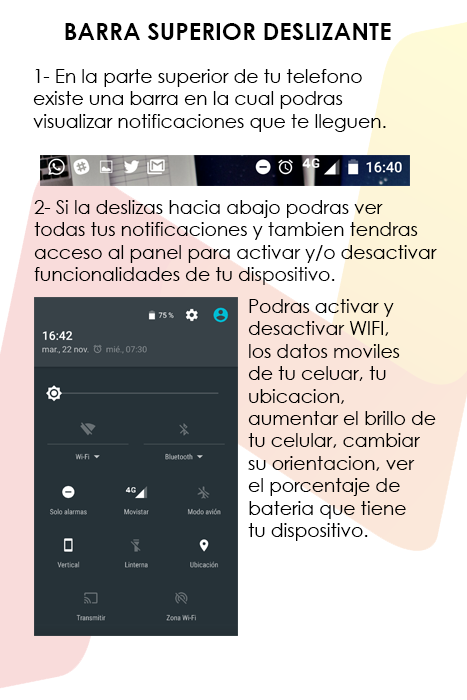 BARRA SUPERIOR DESLIZANTE
1- En la parte superior de tu telefono
existe una barra en la cual podras
visualizar notificaciones que te lleguen.
4G 16:40
2- Si la deslizas hacia abajo podras ver
todas tus notificaciones y tambien tendras
acceso al panel para activar y/o desactivar
funcionalidades de tu dispositivo.
75 %
16:42
mar., 22 nov. mié., 07:30
Wi-Fi Bluetooth
4G
Solo alarmas Movistar Modo avión
Vertical Linterna Ubicación
Transmitir Zona Wi-Fi
Podras activar y
desactivar WIFI,
los datos moviles
de tu celuar, tu
ubicacion,
aumentar el brillo de
tu celular, cambiar
su orientacion, ver
el porcentaje de
bateria que tiene
tu dispositivo.